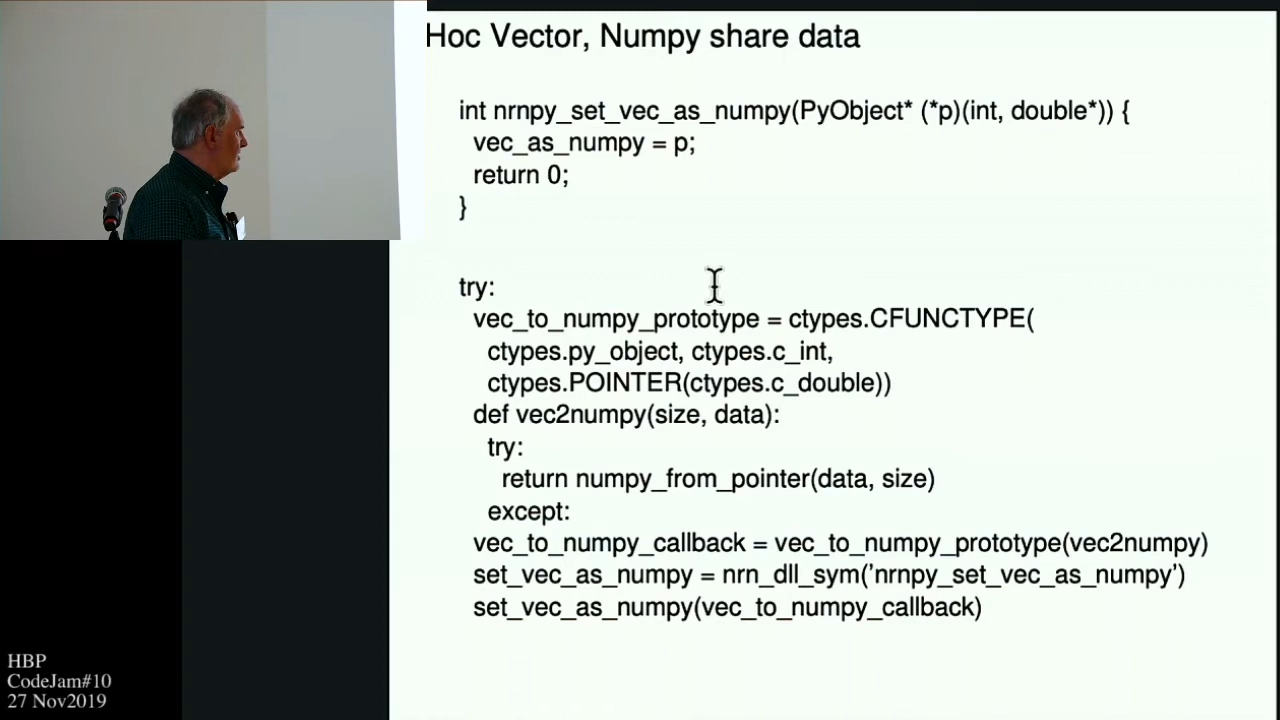 Hoc Vector, Numpy share data
int nrnpy_set_vec_as_numpy(PyObject* (*p)(int, double*)) {
vec_as_numpy = p;
return 0;
}
try:
vec_to_numpy_prototype = ctypes.CFUNCTYPE(
ctypes.py_object, ctypes.c_int,
ctypes.POINTER(ctypes.c_double))
def vec2numpy(size, data):
try:
return numpy_from_pointer(data, size)
except:
vec_to_numpy_callback = vec_to_numpy_prototype(vec2numpy)
set_vec_as_numpy = nrn_dll_sym('nrnpy_set_vec_as_numpy')
set_vec_as_numpy(vec_to_numpy_callback)
HBP
CodeJam#10
27 Nov2019